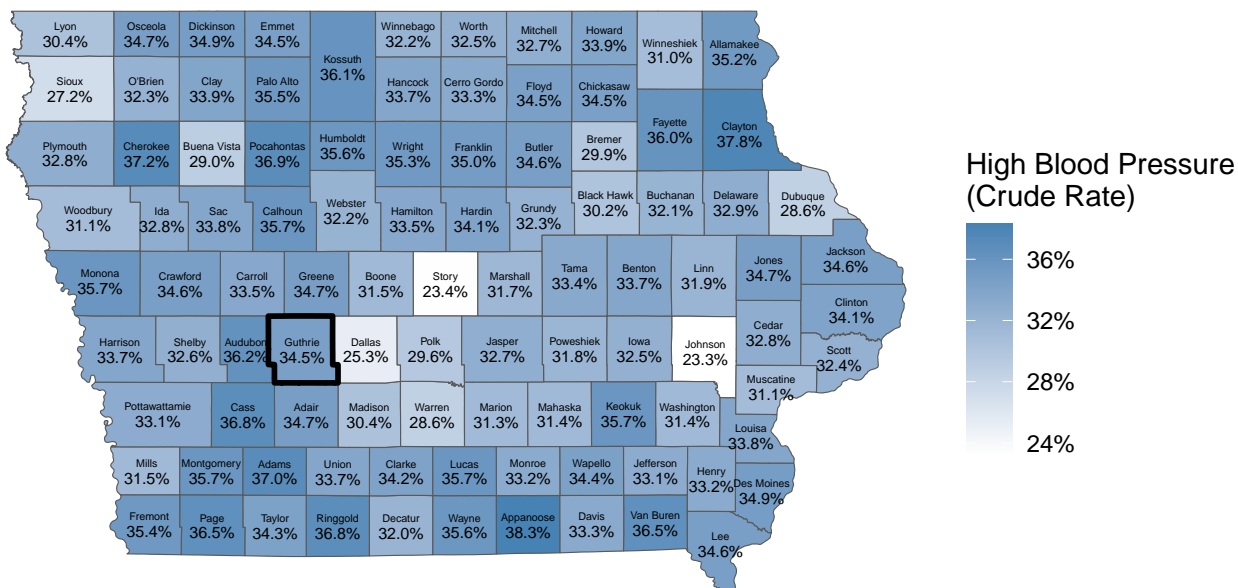 Lyon
30.4%
Osceola
34.7%
Dickinson
34.9%
Emmet
34.5%
Kossuth
36.1%
Winnebago
32.2%
Worth
32.5%
Mitchell
32.7%
Howard
33.9%
Winneshiek
31.0%
Allamakee
35.2%
Sioux
27.2%
O'Brien
32.3%
Clay
33.9%
Palo Alto
35.5%
Hancock
33.7%
Cerro Gordo
33.3%
Floyd
34.5%
Chickasaw
34.5%
Fayette
36.0%
Clayton
37.8%
Plymouth
32.8%
Cherokee
37.2%
Buena Vista
29.0%
Pocahontas
36.9%
Humboldt
35.6%
Wright
35.3%
Franklin
35.0%
Butler
34.6%
Bremer
29.9%
Woodbury
31.1%
Ida
32.8%
Sac
33.8%
Calhoun
35.7%
Webster
32.2%
Hamilton
33.5%
Hardin
34.1%
Grundy
32.3%
Black Hawk
30.2%
Buchanan
32.1%
Delaware
32.9%
Dubuque
28.6%
Monona
35.7%
Crawford
34.6%
Carroll
33.5%
Greene
34.7%
Boone
31.5%
Story
23.4%
Marshall
31.7%
Tama
33.4%
Benton
33.7%
Linn
31.9%
Jones
34.7%
Jackson
34.6%
Clinton
34.1%
Harrison
33.7%
Shelby
32.6%
Audubon
36.2%
Guthrie
34.5%
Dallas
25.3%
Polk
29.6%
Jasper
32.7%
Poweshiek
31.8%
Iowa
32.5%
Johnson
23.3%
Cedar
32.8%
Scott
32.4%
Muscatine
31.1%
Pottawattamie
33.1%
Cass
36.8%
Adair
34.7%
Madison
30.4%
Warren
28.6%
Marion
31.3%
Mahaska
31.4%
Keokuk
35.7%
Washington
31.4%
Louisa
33.8%
Mills
31.5%
Montgomery
35.7%
Adams
37.0%
Union
33.7%
Clarke
34.2%
Lucas
35.7%
Monroe
33.2%
Wapello
34.4%
Jefferson
33.1%
Henry
33.2%
Des Moines
34.9%
Fremont
35.4%
Page
36.5%
Taylor
34.3%
Ringgold
36.8%
Decatur
32.0%
Wayne
35.6%
Appanoose
38.3%
Davis
33.3%
Van Buren
36.5%
Lee
34.6%
High Blood Pressure
(Crude Rate)
36%
32%
28%
24%